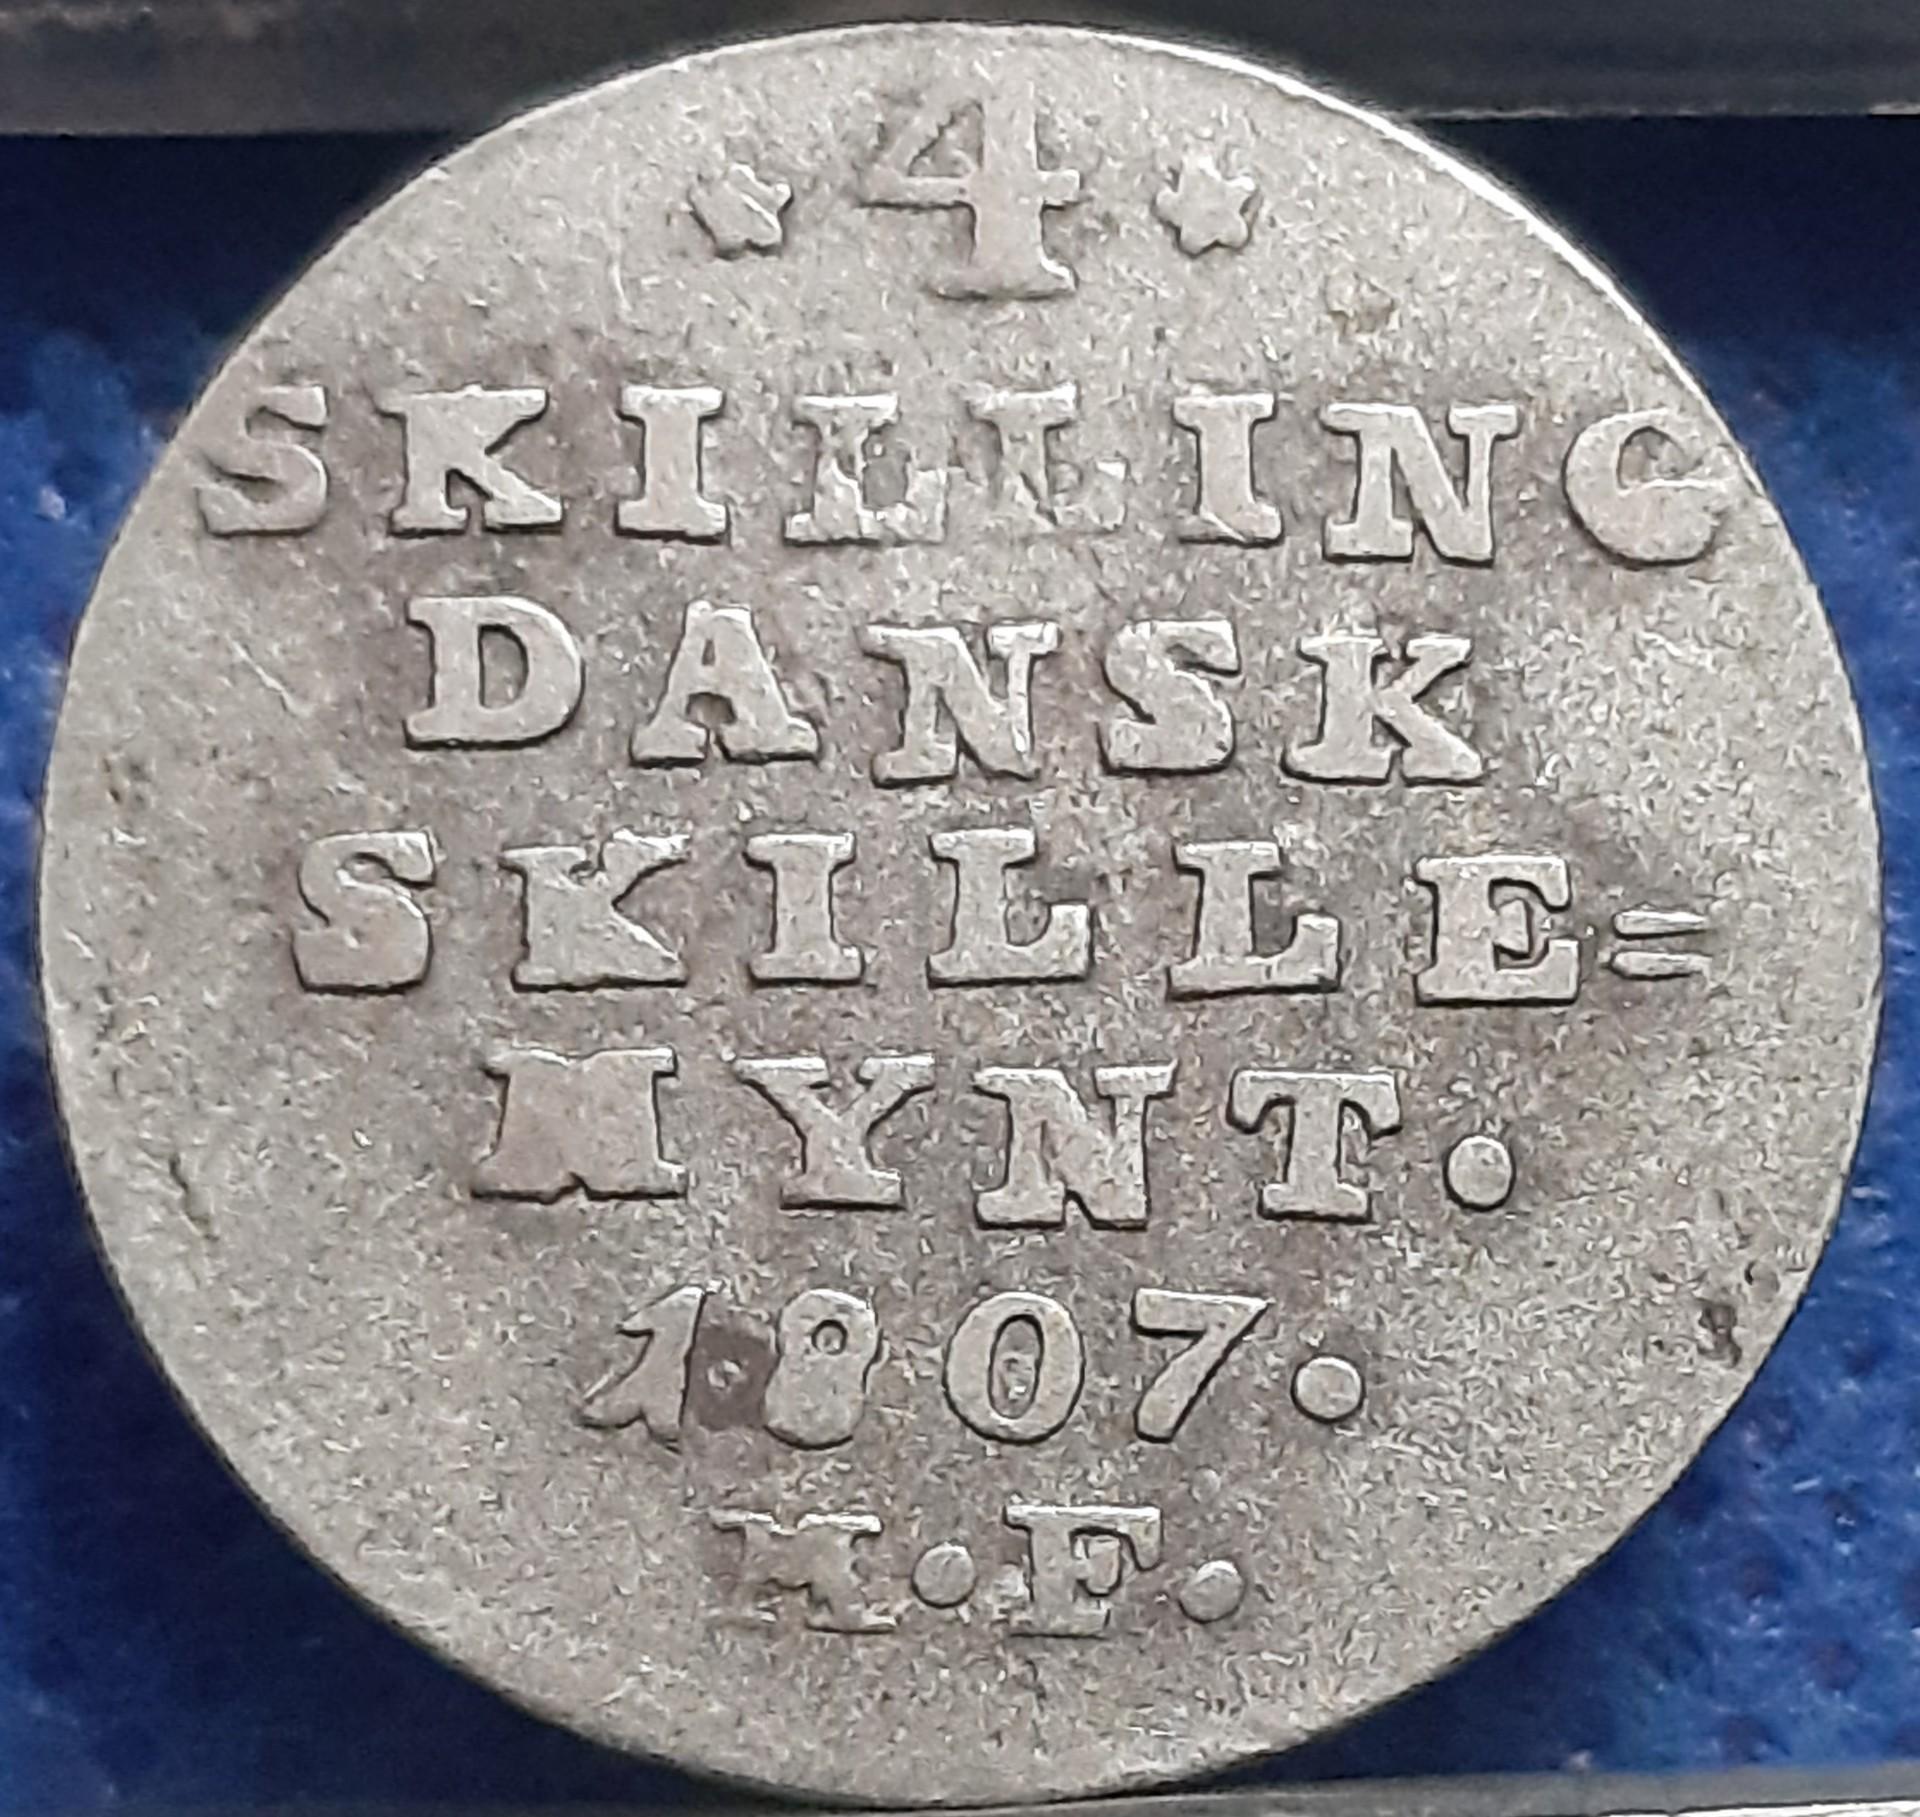 * 4 *
SKILLING
DANSK
SKILLE=
MYNT.
1807.
M.F.